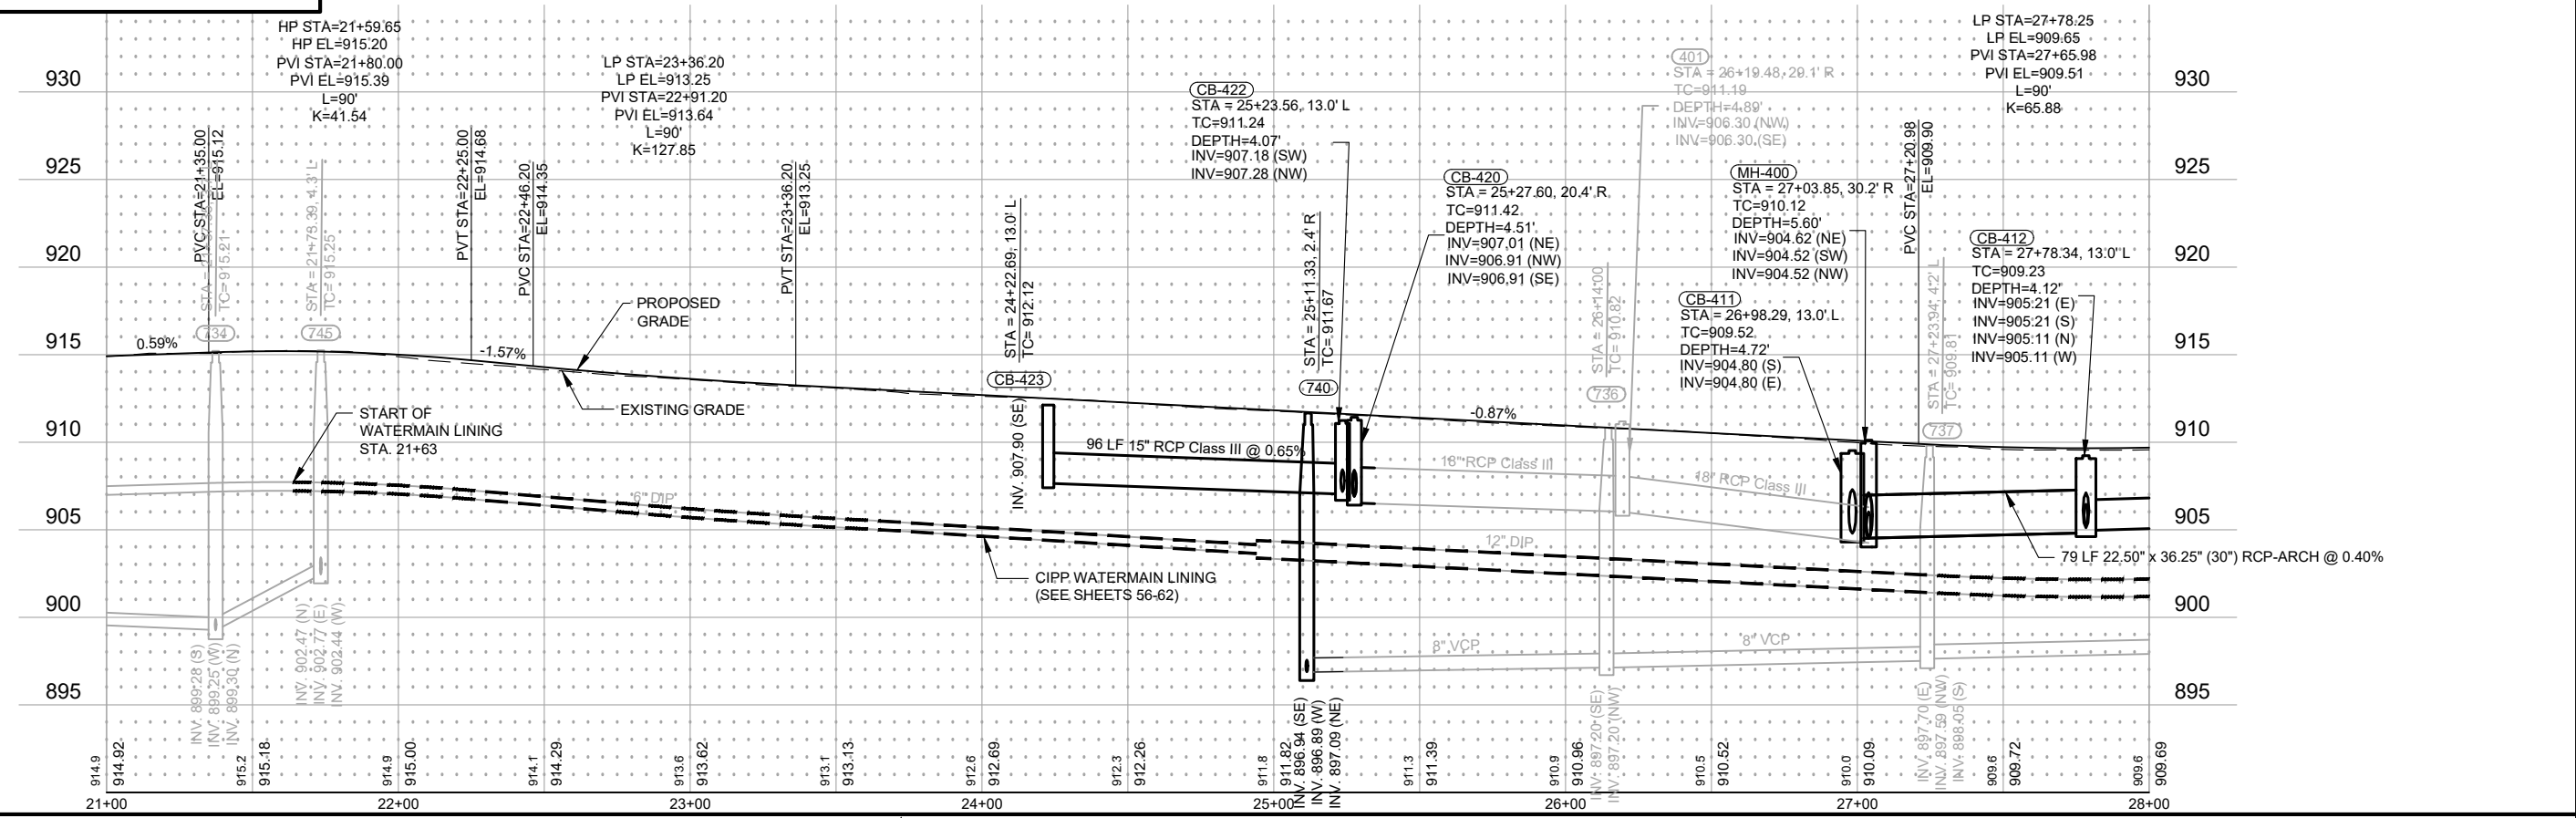 HP STA=21+59.65
HP EL=915.20
PVI STA=21+80.00
PVI EL=915.39
L=90'
K=41.54
LP STA=23+36.20
LP EL=913.25
PVI STA=22+91.20
PVI EL=913.64
L=90'
K=127.85
LP STA=27+78.25
LP EL=909.65
PVI STA=27+65.98
PVI EL=909.51
L=90'
K=65.88
930
925
920
915
910
905
900
895
930
925
920
915
910
905
900
895
PVC STA=21+35.00
EL=915.12
TC= 915.21'
734
STA = 21+73.39, 4.3' L
TC= 915.25'
745
PVT STA=22+25.00
EL=914.68
PVC STA=22+46.20
EL=914.35
PVT STA=23+36.20
EL=913.25
0.59%
-1.57%
-0.87%
PROPOSED
GRADE
EXISTING GRADE
START OF
WATERMAIN LINING
STA. 21+63
6" DIP
CIPP WATERMAIN LINING
(SEE SHEETS 56-62)
STA = 24+22.69, 13.0' L
TC= 912.12
CB-423
INV. 907.90 (SE)
96 LF 15" RCP Class III @ 0.65%
CB-422
STA = 25+23.56, 13.0' L
TC=911.24
DEPTH=4.07'
INV=907.18 (SW)
INV=907.28 (NW)
STA = 25+11.33, 2.4' R
TC= 911.67
740
CB-420
STA = 25+27.60, 20.4' R
TC=911.42
DEPTH=4.51'
INV=907.01 (NE)
INV=906.91 (NW)
INV=906.91 (SE)
401
STA = 26+19.48, 29.1' R
TC=911.19
DEPTH=4.89'
INV=906.30 (NW)
INV=906.30 (SE)
STA = 26+14.00
TC= 910.82
736
MH-400
STA = 27+03.85, 30.2' R
TC=910.12
DEPTH=5.60'
INV=904.62 (NE)
INV=904.52 (SW)
INV=904.52 (NW)
CB-411
STA = 26+98.29, 13.0' L
TC=909.52
DEPTH=4.72'
INV=904.80 (S)
INV=904.80 (E)
PVC STA=27+20.98
EL=909.90
STA = 27+23.94, 4.2' L
TC= 909.81
737
CB-412
STA = 27+78.34, 13.0' L
TC=909.23
DEPTH=4.12'
INV=905.21 (E)
INV=905.21 (S)
INV=905.11 (N)
INV=905.11 (W)
18" RCP Class III
18" RCP Class III
12" DIP
79 LF 22.50" x 36.25" (30") RCP-ARCH @ 0.40%
8" VCP
8" VCP
INV. 899.28 (S)
INV. 899.25 (W)
INV. 899.30 (N)
INV. 902.47 (N)
INV. 902.77 (E)
INV. 902.44 (W)
INV. 896.94 (SE)
INV. 896.89 (W)
INV. 897.09 (NE)
INV. 897.20 (SE)
INV. 897.20 (NW)
INV. 897.70 (E)
INV. 897.59 (NW)
INV. 898.05 (S)
914.9
914.92
915.2
915.18
914.9
915.00
914.1
914.29
913.6
913.62
913.1
913.13
912.6
912.69
912.3
912.26
911.8
911.82
911.3
911.39
910.9
910.96
910.5
910.52
910.0
910.09
909.6
909.72
909.6
909.69
21+00
22+00
23+00
24+00
25+00
26+00
27+00
28+00